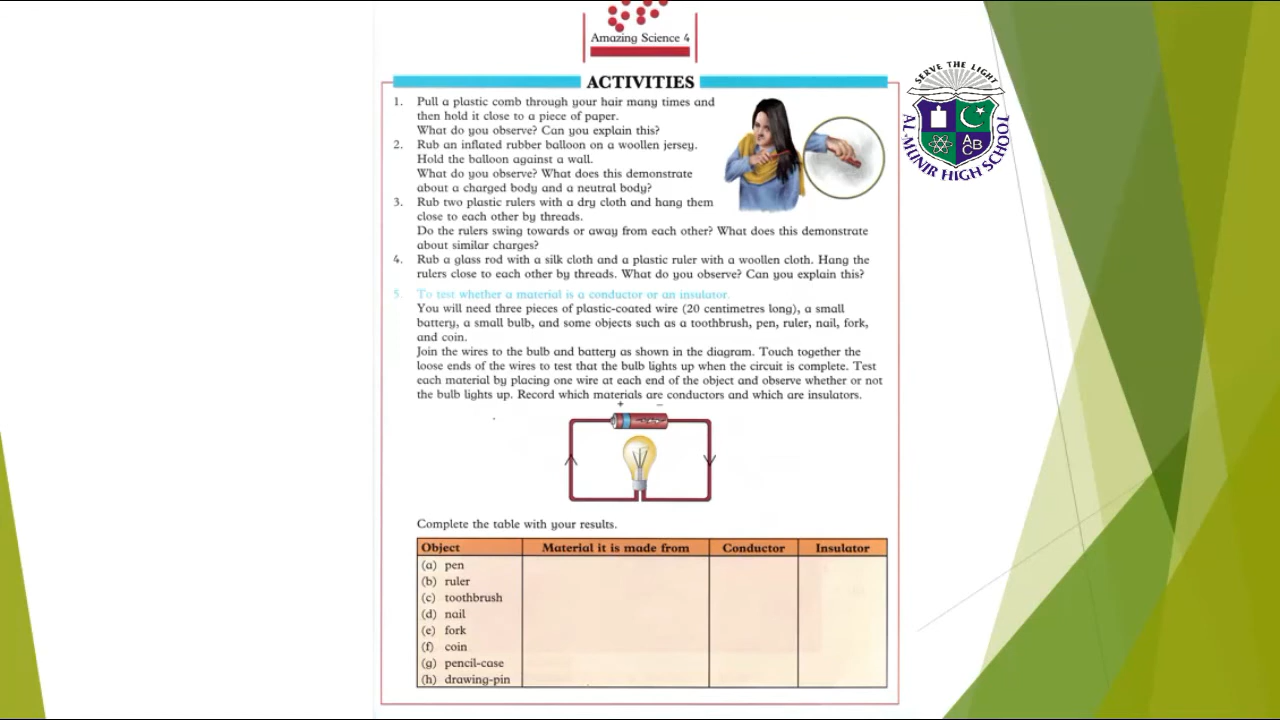 Amazing Science 4
ACTIVITIES
1. Pull a plastic comb through your hair many times and
then hold it close to a piece of paper.
What do you observe? Can you explain this?
2. Rub an inflated rubber balloon on a woollen jersey.
Hold the balloon against a wall.
What do you observe? What does this demonstrate
about a charged body and a neutral body?
3. Rub two plastic rulers with a dry cloth and hang them
close to each other by threads.
Do the rulers swing towards or away from each other? What does this demonstrate
about similar charges?
4. Rub a glass rod with a silk cloth and a plastic ruler with a woollen cloth. Hang the
rulers close to each other by threads. What do you observe? Can you explain this?
5. To test whether a material is a conductor or an insulator.
You will need three pieces of plastic-coated wire (20 centimetres long), a small
battery, a small bulb, and some objects such as a toothbrush, pen, ruler, nail, fork,
and coin.
Join the wires to the bulb and battery as shown in the diagram. Touch together the
loose ends of the wires to test that the bulb lights up when the circuit is complete. Test
each material by placing one wire at each end of the object and observe whether or not
the bulb lights up. Record which materials are conductors and which are insulators.
+ −
Complete the table with your results.
Object Material it is made from Conductor Insulator
(a) pen
(b) ruler
(c) toothbrush
(d) nail
(e) fork
(f) coin
(g) pencil-case
(h) drawing-pin
SERVE THE LIGHT
A B C
AL-MUNIR HIGH SCHOOL